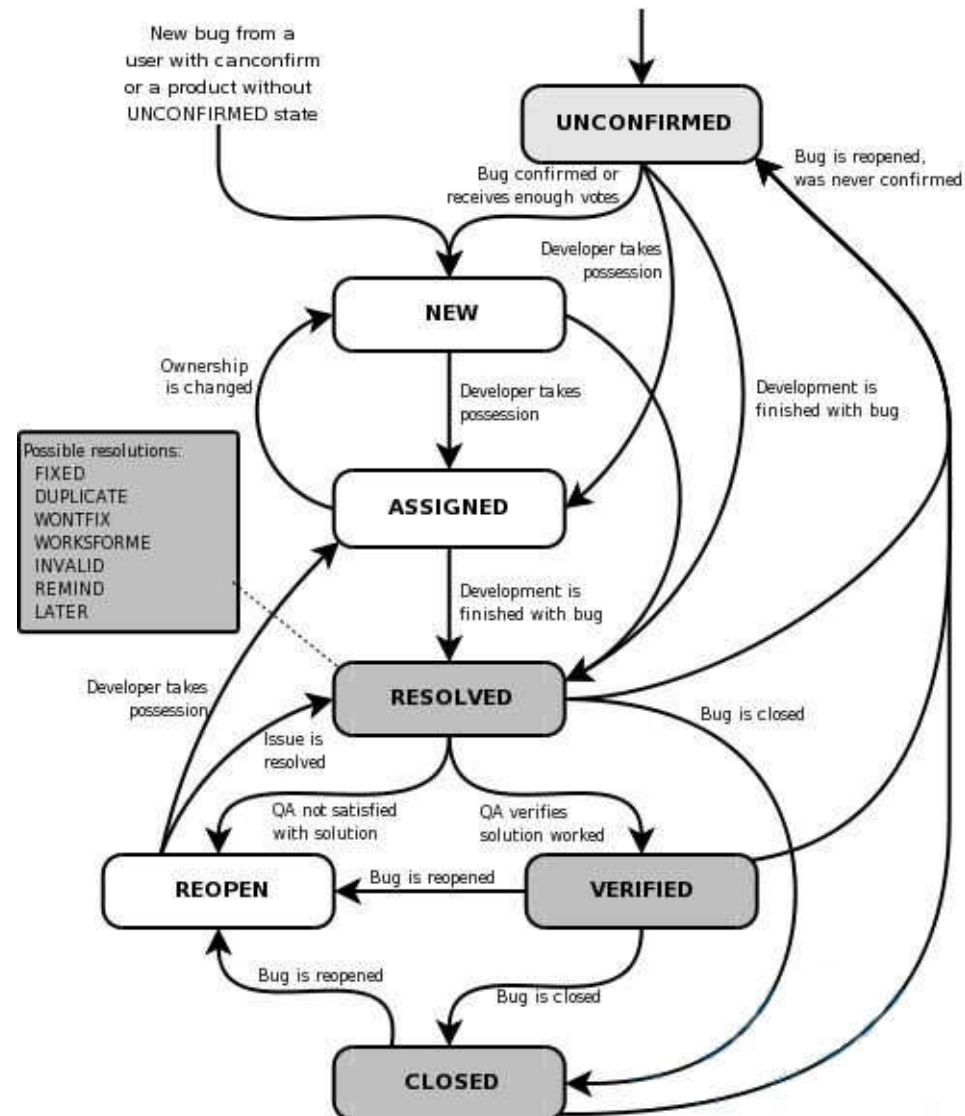 New bug from a
user with canconfirm
or a product without
UNCONFIRMED state
UNCONFIRMED
Bug is reopened,
was never confirmed
Bug confirmed or
receives enough votes
Developer takes
possession
NEW
Ownership
is changed
Developer takes
possession
Development is
finished with bug
Possible resolutions:
FIXED
DUPLICATE
WONTFIX
WORKSFORME
INVALID
REMIND
LATER
ASSIGNED
Development is
finished with bug
RESOLVED
Developer takes
possession
Issue is
resolved
Bug is closed
QA not satisfied
with solution
QA verifies
solution worked
REOPEN
Bug is reopened
VERIFIED
Bug is reopened
Bug is closed
CLOSED